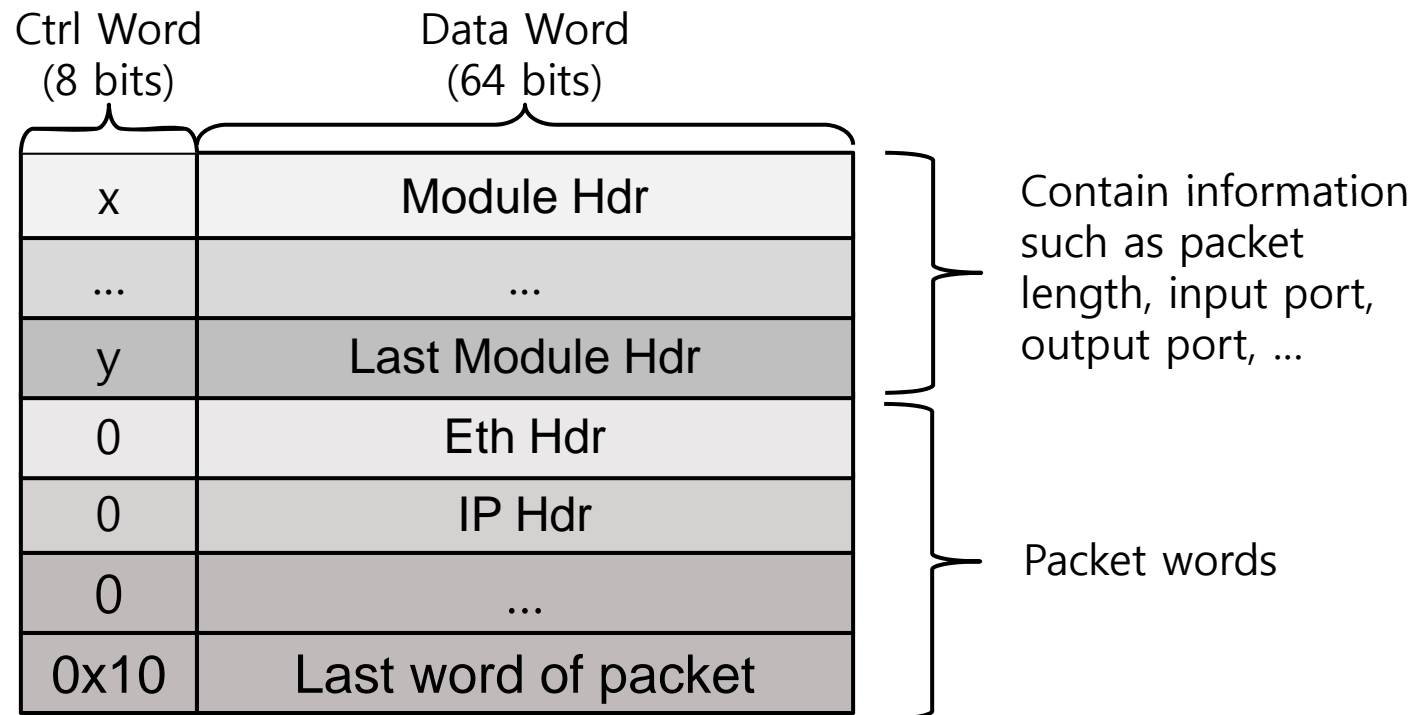 Ctrl Word
(8 bits)
Data Word
(64 bits)
x
Module Hdr
...
...
y
Last Module Hdr
0
Eth Hdr
0
IP Hdr
0
...
0x10
Last word of packet
Contain information
such as packet
length, input port,
output port, ...
Packet words